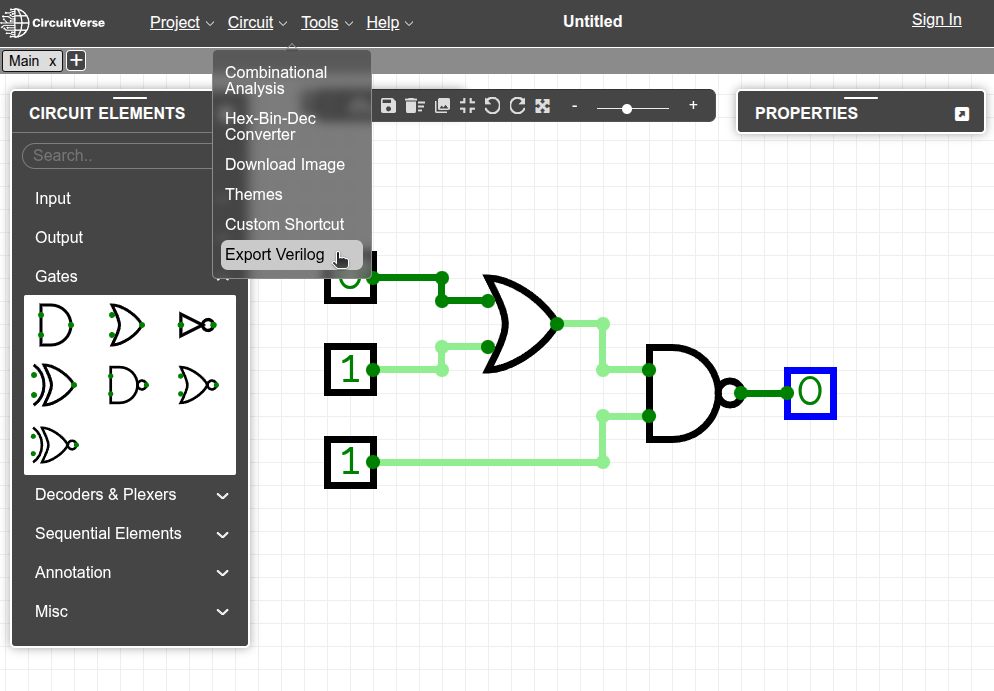 CircuitVerse
Project
Circuit
Tools
Help
Untitled
Sign In
Main x +
CIRCUIT ELEMENTS
Search..
Input
Output
Gates
Decoders & Plexers
Sequential Elements
Annotation
Misc
Combinational
Analysis
Hex-Bin-Dec
Converter
Download Image
Themes
Custom Shortcut
Export Verilog
- +
PROPERTIES
0
1
1
0